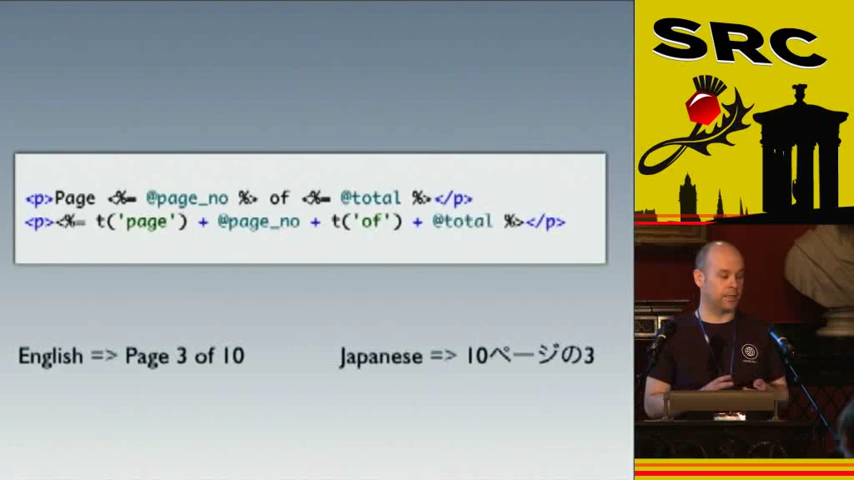 SRC
<p>Page <%= @page_no %> of <%= @total %></p>
<p><%= t('page') + @page_no + t('of') + @total %></p>
English => Page 3 of 10
Japanese => 10ページの3